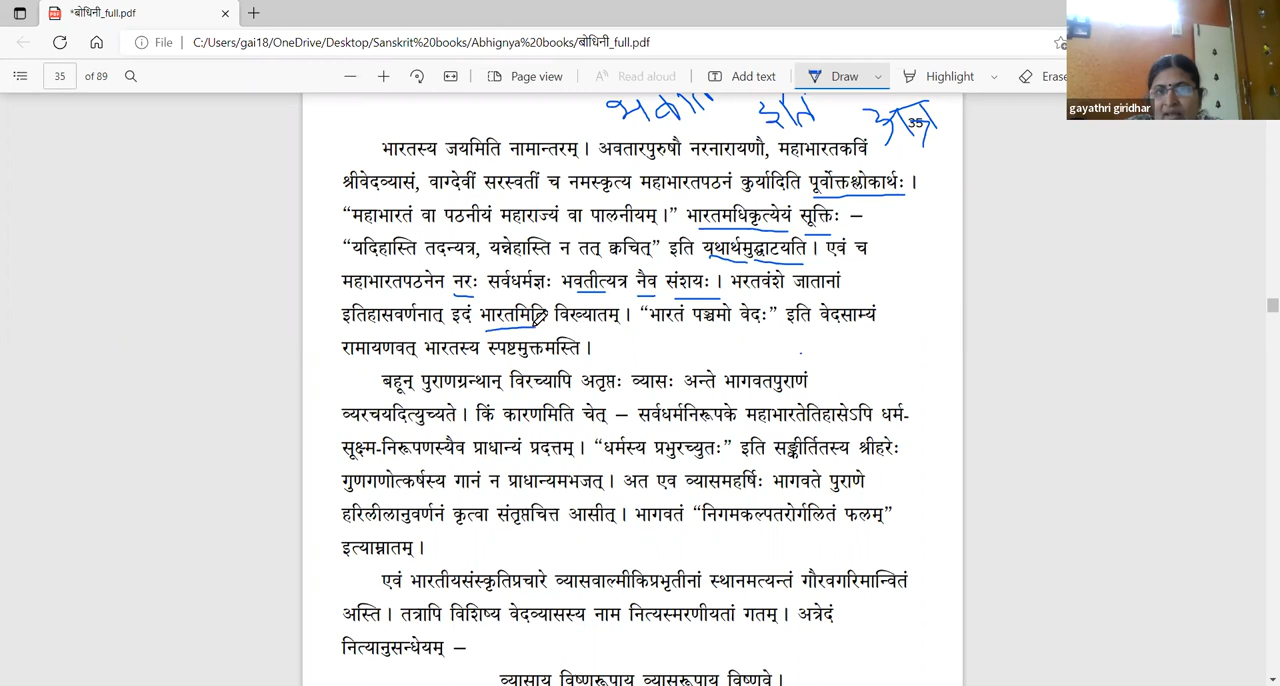 *बोधिनी_full.pdf
File C:/Users/gai18/OneDrive/Desktop/Sanskrit%20books/Abhignya%20books/बोधिनी_full.pdf
35 of 89 Page view Read aloud Add text Draw Highlight Erase
gayathri giridhar
इति
35
भारतस्य जयमिति नामान्तरम् । अवतारपुरुषौ नरनारायणौ, महाभारतकविं
श्रीवेदव्यासं, वाग्देवीं सरस्वतीं च नमस्कृत्य महाभारतपठनं कुर्यादिति पूर्वोक्तश्लोकार्थः ।
“महाभारतं वा पठनीयं महाराज्यं वा पालनीयम् ।” भारतमधिकृत्येयं सूक्तिः –
“यदिहास्ति तदन्यत्र, यन्नेहास्ति न तत् क्वचित्” इति यथार्थमुद्घाटयति । एवं च
महाभारतपठनेन नरः सर्वधर्मज्ञः भवतीत्यत्र नैव संशयः । भरतवंशे जातानां
इतिहासवर्णनात् इदं भारतमिति विख्यातम् । “भारतं पञ्चमो वेदः” इति वेदसाम्यं
रामायणवत् भारतस्य स्पष्टमुक्तमस्ति ।
बहून् पुराणग्रन्थान् विरच्यापि अतृप्तः व्यासः अन्ते भागवतपुराणं
व्यरचयदित्युच्यते । किं कारणमिति चेत् – सर्वधर्मनिरूपके महाभारतेतिहासेऽपि धर्म-
सूक्ष्म-निरूपणस्यैव प्राधान्यं प्रदत्तम् । “धर्मस्य प्रभुरच्युतः” इति सङ्कीर्तितस्य श्रीहरेः
गुणगणोत्कर्षस्य गानं न प्राधान्यमभजत् । अत एव व्यासमहर्षिः भागवते पुराणे
हरिलीलानुवर्णनं कृत्वा संतृप्तचित्त आसीत् । भागवतं “निगमकल्पतरोर्गलितं फलम्”
इत्याम्नातम् ।
एवं भारतीयसंस्कृतिप्रचारे व्यासवाल्मीकिप्रभृतीनां स्थानमत्यन्तं गौरवगरिमान्वितं
अस्ति । तत्रापि विशिष्य वेदव्यासस्य नाम नित्यस्मरणीयतां गतम् । अत्रेदं
नित्यानुसन्धेयम् –
व्यासाय विष्णुरूपाय व्यासरूपाय विष्णवे ।